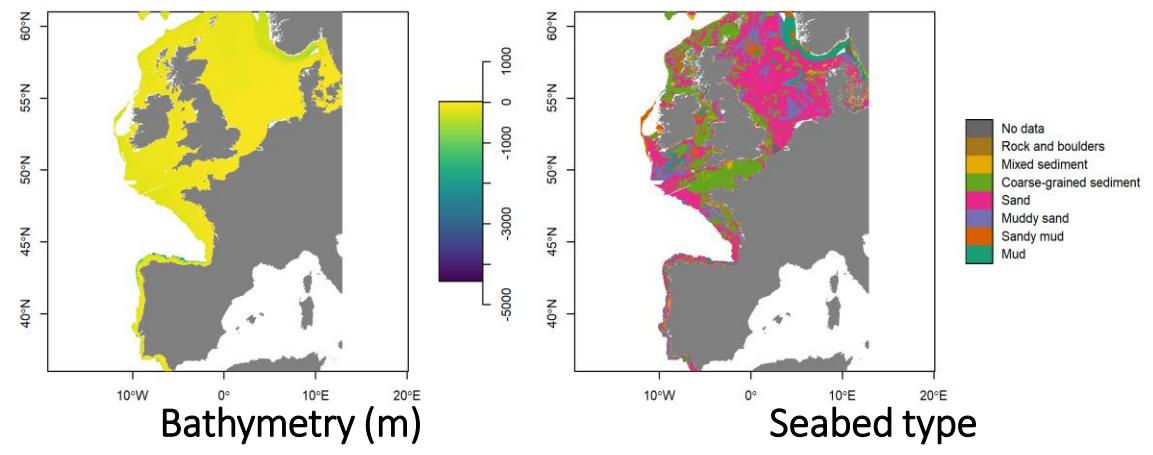 60°N
55°N
50°N
45°N
40°N
10°W
0°
10°E
20°E
1000
0
-1000
-3000
-5000
Bathymetry (m)
60°N
55°N
50°N
45°N
40°N
10°W
0°
10°E
20°E
No data
Rock and boulders
Mixed sediment
Coarse-grained sediment
Sand
Muddy sand
Sandy mud
Mud
Seabed type